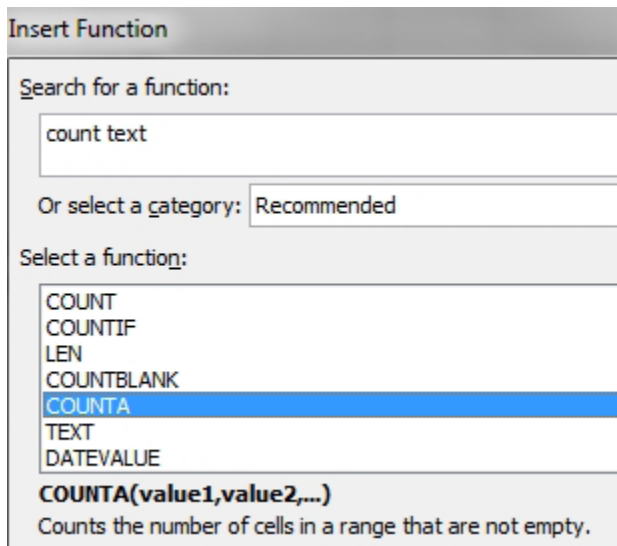 Insert Function
Search for a function:
count text
Or select a category: Recommended
Select a function:
COUNT
COUNTIF
LEN
COUNTBLANK
COUNTA
TEXT
DATEVALUE
COUNTA(value1,value2,...)
Counts the number of cells in a range that are not empty.